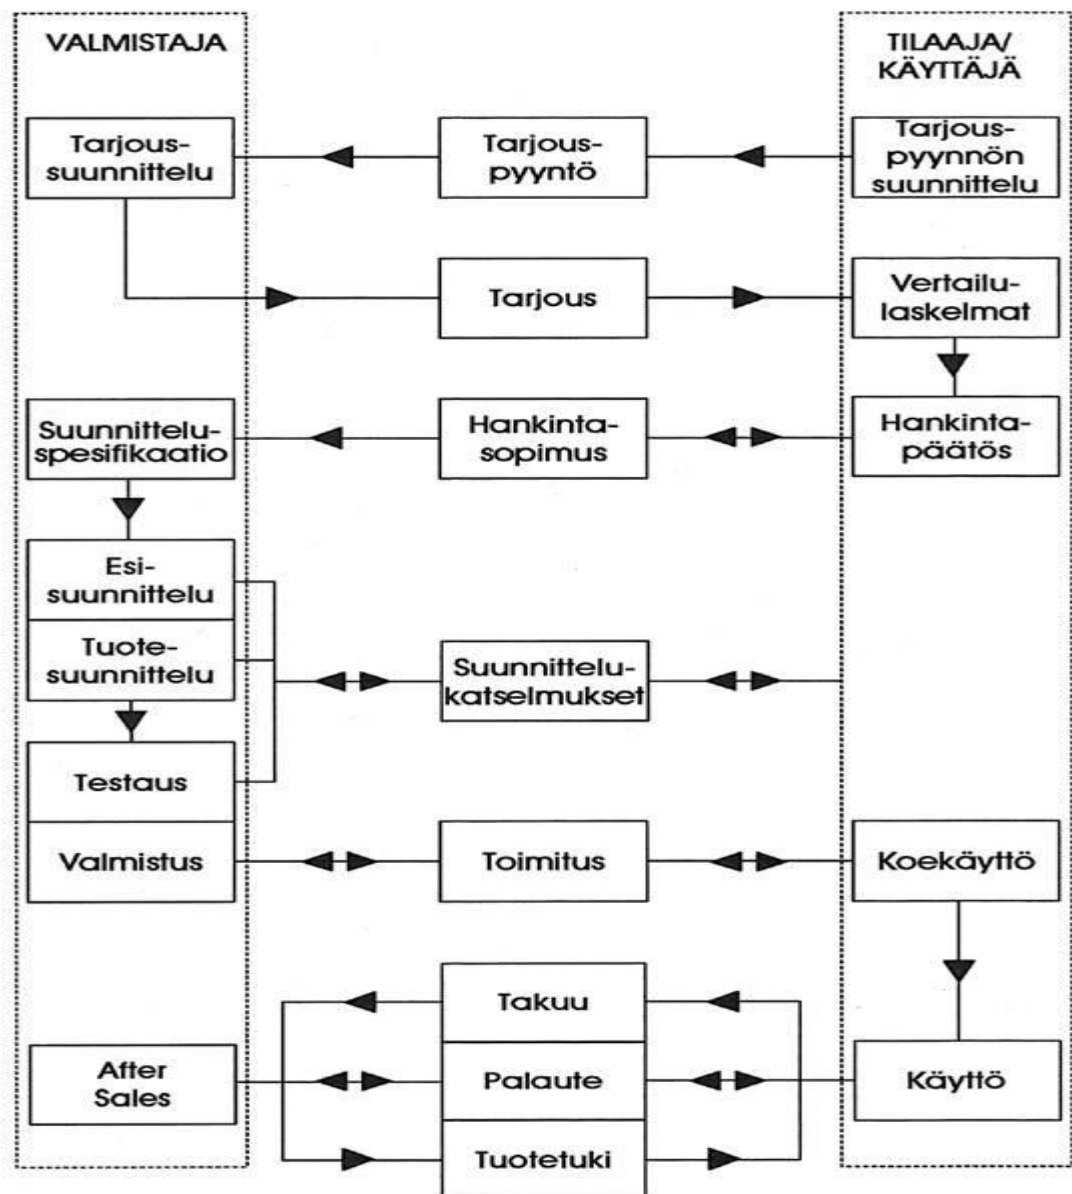 VALMISTAJA
TILAAJA/
KÄYTTÄJÄ
Tarjous-
suunnittelu
Tarjous-
pyyntö
Tarjous-
pyynnön
suunnittelu
Tarjous
Vertailu-
laskelmat
Suunnittelu-
spesifikaatio
Hankinta-
sopimus
Hankinta-
päätös
Esi-
suunnittelu
Tuote-
suunnittelu
Suunnittelu-
katselmukset
Testaus
Valmistus
Toimitus
Koekäyttö
Takuu
After
Sales
Palaute
Käyttö
Tuotetuki